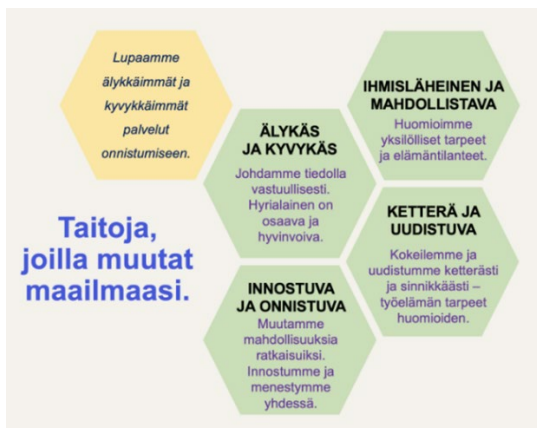 Lupaamme
älykkäimmät ja
kyvykkäimmät
palvelut
onnistumiseen.
Taitoja,
joilla muutat
maailmaasi.
ÄLYKÄS
JA KYVYKÄS
Johdamme tiedolla
vastuullisesti.
Hyrialainen on
osaava ja
hyvinvoiva.
IHMISLÄHEINEN JA
MAHDOLLISTAVA
Huomioimme
yksilölliset tarpeet
ja elämäntilanteet.
KETTERÄ JA
UUDISTUVA
Kokeilemme ja
uudistumme ketterästi
ja sinnikkäästi –
työelämän tarpeet
huomioiden.
INNOSTUVA
JA ONNISTUVA
Muutamme
mahdollisuuksia
ratkaisuiksi.
Innostumme ja
menestymme
yhdessä.